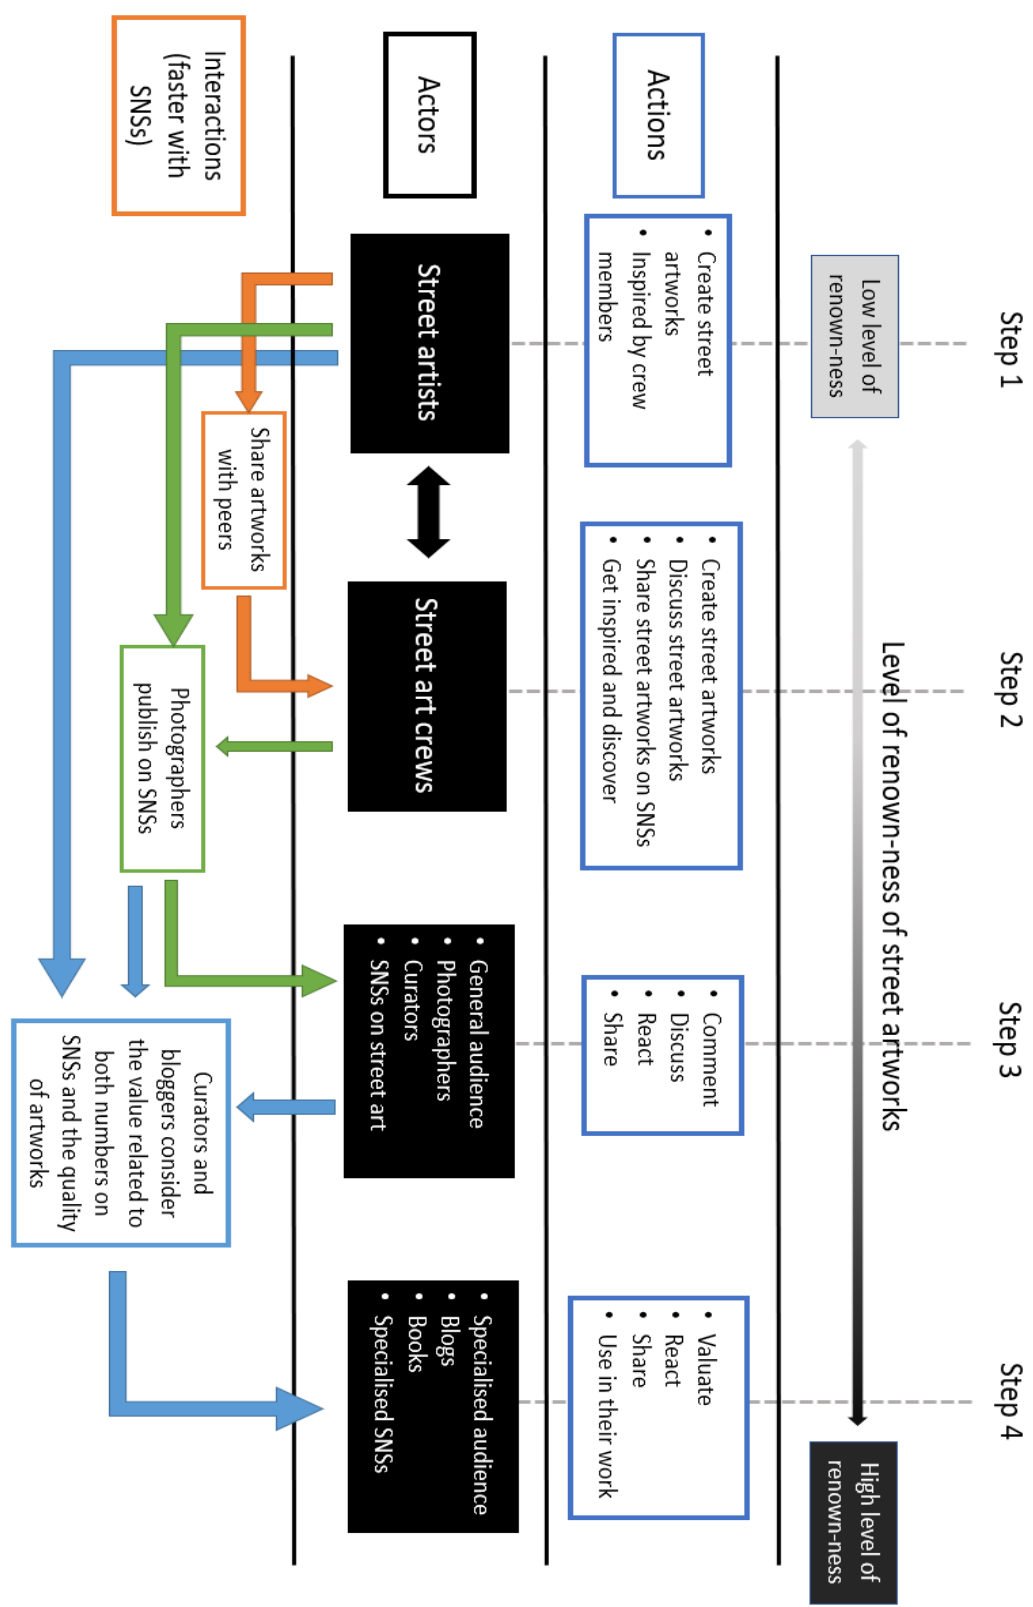 Step 1
Step 2
Step 3
Step 4
Level of renown-ness of street artworks
Low level of
renown-ness
High level of
renown-ness
Actions
• Create street
artworks
• Inspired by crew
members
• Create street artworks
• Discuss street artworks
• Share street artworks on SNSs
• Get inspired and discover
• Comment
• Discuss
• React
• Share
• Valuate
• React
• Share
• Use in their work
Actors
Street artists
Street art crews
• General audience
• Photographers
• Curators
• SNSs on street art
• Specialised audience
• Blogs
• Books
• Specialised SNSs
Interactions
(faster with
SNSs)
Share artworks
with peers
Photographers
publish on SNSs
Curators and
bloggers consider
the value related to
both numbers on
SNSs and the quality
of artworks